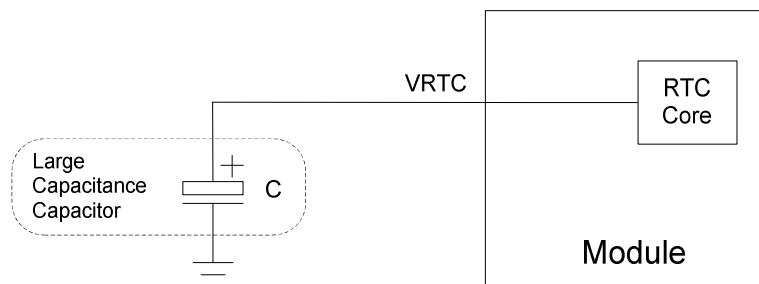 VRTC
RTC
Core
Large
Capacitance
Capacitor
+
C
Module